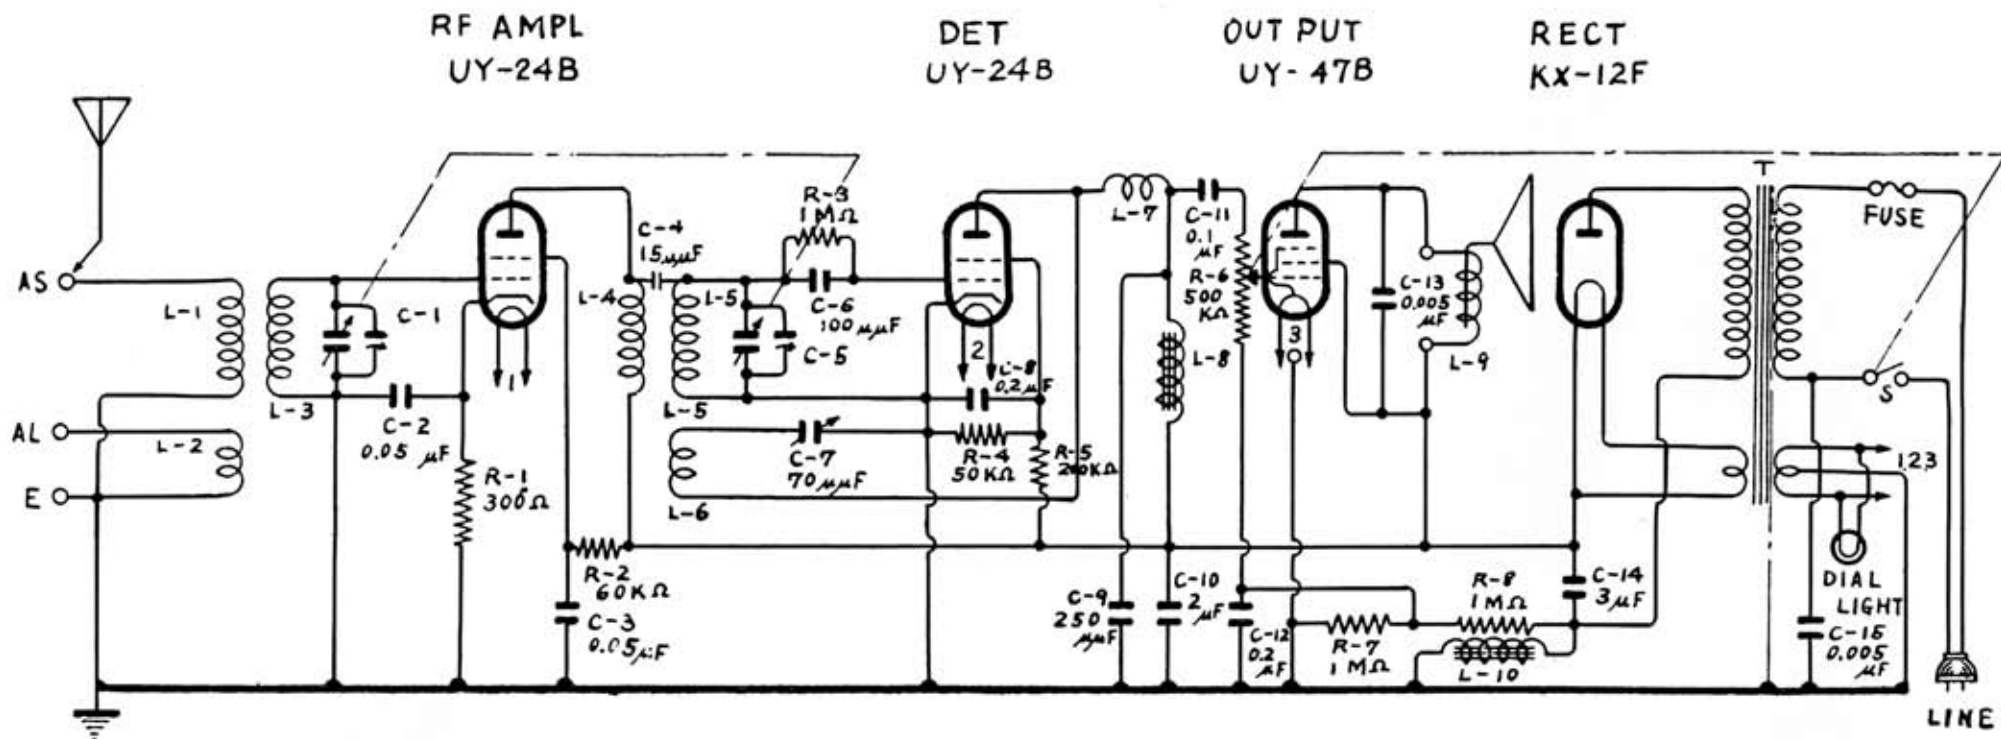 RF AMPL
UY-24B
DET
UY-24B
OUT PUT
UY-47B
RECT
KX-12F
AS
AL
E
L-1
L-2
L-3
C-1
C-2
0.05 μF
R-1
300Ω
1
R-2
60KΩ
C-3
0.05μF
C-4
15μμF
L-4
L-5
R-3
1MΩ
C-6
100μμF
C-5
L-5
C-7
70μμF
L-6
2
C-8
0.2μF
R-4
50KΩ
R-5
L-7
C-11
0.1
μF
R-6
500
KΩ
L-8
C-9
250
μμF
C-10
2
μF
C-12
0.2
μF
3
C-13
0.005
μF
L-9
R-7
1MΩ
R-8
1MΩ
L-10
C-14
3μF
T
FUSE
S
123
DIAL
LIGHT
C-15
0.005
μF
LINE